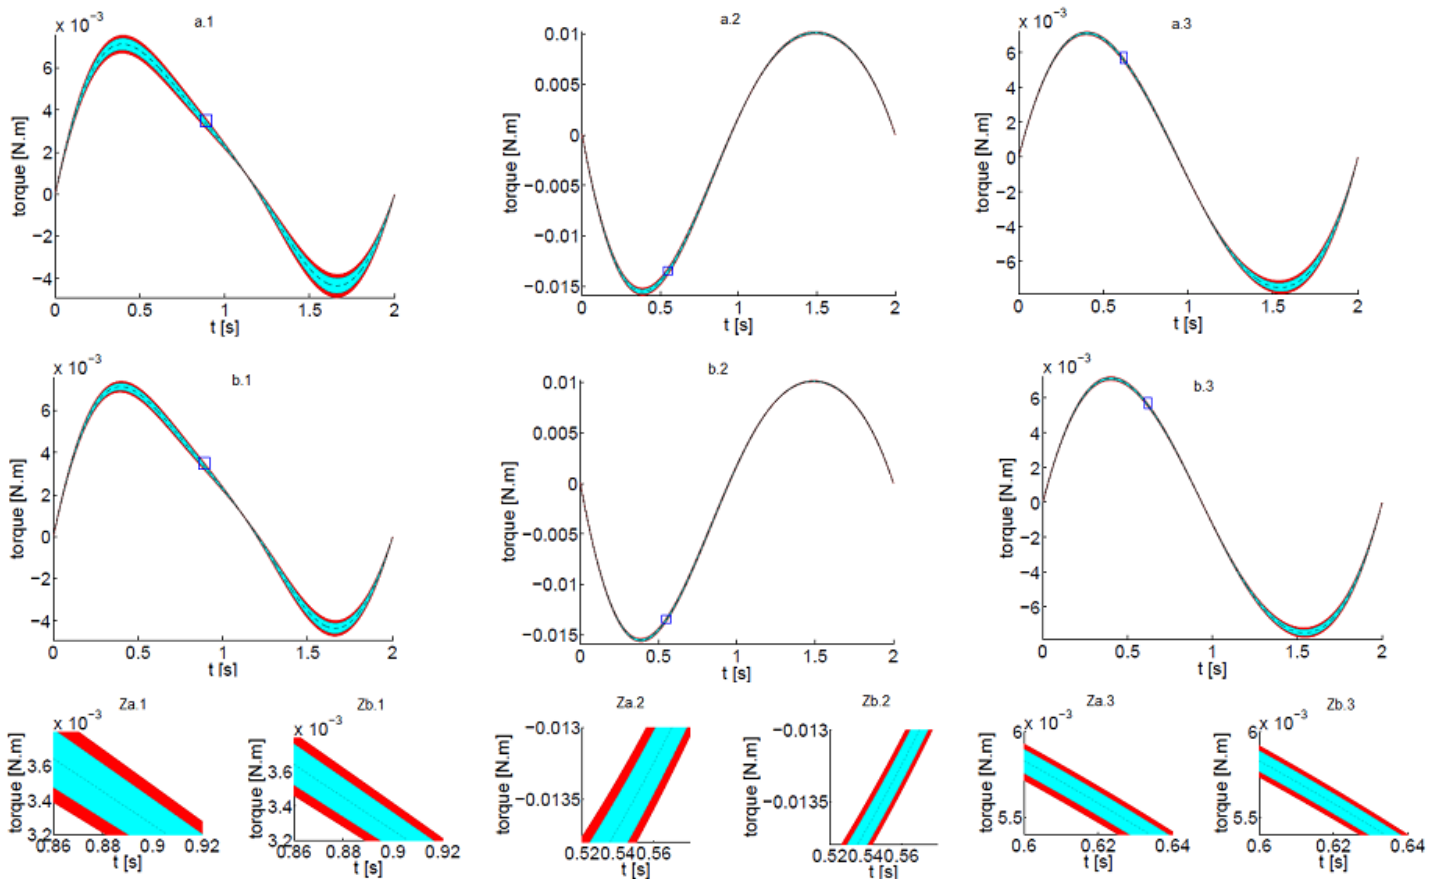 a.1
x 10⁻³
torque [N.m]
6
4
2
0
−2
−4
0
0.5
1
1.5
2
t [s]
a.2
torque [N.m]
0.01
0.005
0
−0.005
−0.01
−0.015
0
0.5
1
1.5
2
t [s]
a.3
x 10⁻³
torque [N.m]
6
4
2
0
−2
−4
−6
0
0.5
1
1.5
2
t [s]
b.1
x 10⁻³
torque [N.m]
6
4
2
0
−2
−4
0
0.5
1
1.5
2
t [s]
b.2
torque [N.m]
0.01
0.005
0
−0.005
−0.01
−0.015
0
0.5
1
1.5
2
t [s]
b.3
x 10⁻³
torque [N.m]
6
4
2
0
−2
−4
−6
0
0.5
1
1.5
2
t [s]
Za.1
x 10⁻³
torque [N.m]
3.6
3.4
3.2
0.86
0.88
0.9
0.92
t [s]
Zb.1
x 10⁻³
torque [N.m]
3.6
3.4
3.2
0.86
0.88
0.9
0.92
t [s]
Za.2
torque [N.m]
−0.013
−0.0135
0.52
0.54
0.56
t [s]
Zb.2
torque [N.m]
−0.013
−0.0135
0.52
0.54
0.56
t [s]
Za.3
x 10⁻³
torque [N.m]
6
5.5
0.6
0.62
0.64
t [s]
Zb.3
x 10⁻³
torque [N.m]
6
5.5
0.6
0.62
0.64
t [s]